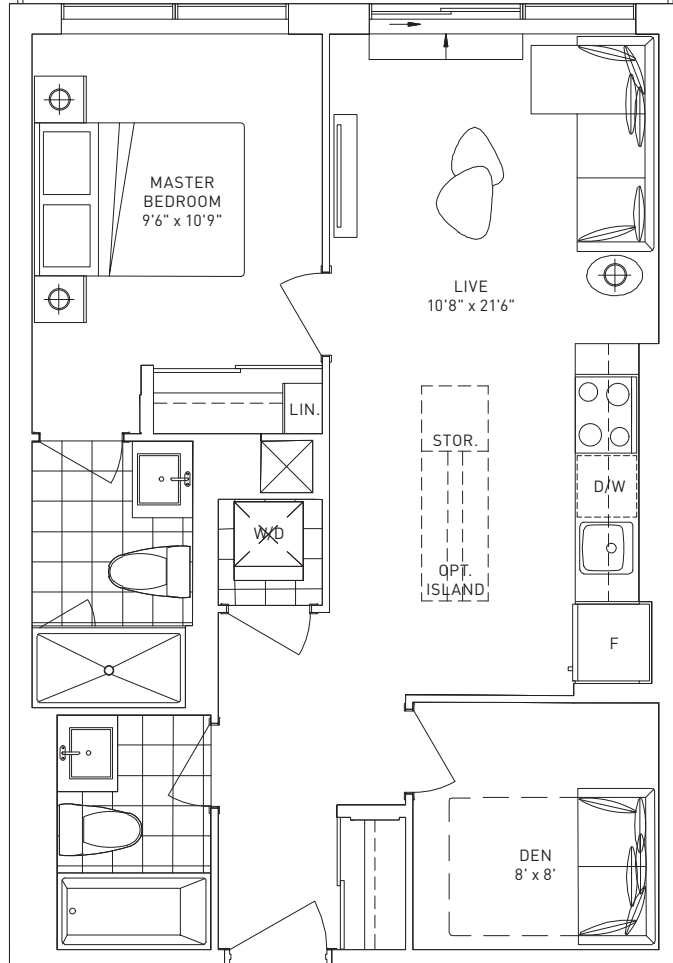 MASTER
BEDROOM
9'6" x 10'9"
LIVE
10'8" x 21'6"
LIN.
STOR.
D/W
W/D
OPT.
ISLAND
F
DEN
8' x 8'